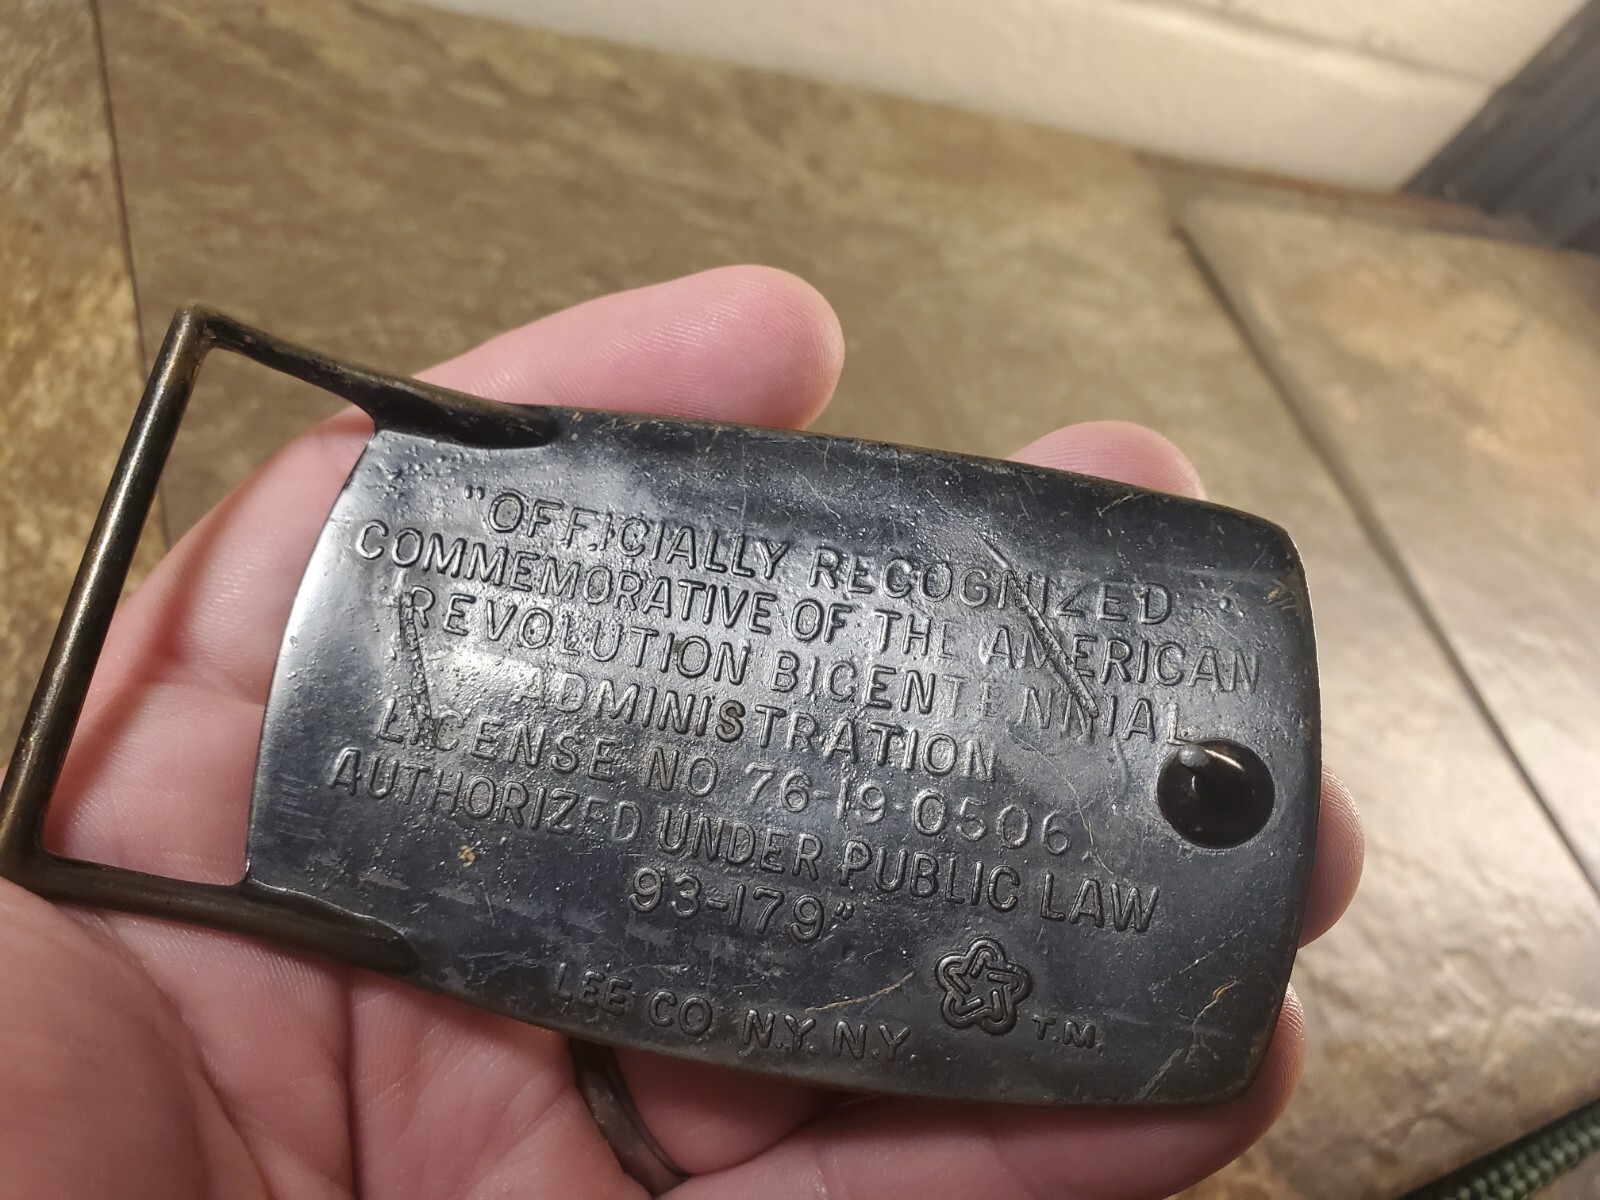 "OFFICIALLY RECOGNIZED
COMMEMORATIVE OF THE AMERICAN
REVOLUTION BICENTENNIAL
ADMINISTRATION
LICENSE NO 76-19-0506.
AUTHORIZED UNDER PUBLIC LAW
93-179"
LEE CO N.Y. N.Y. T.M.